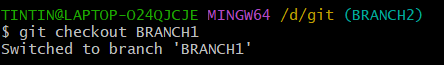 TINTIN@LAPTOP-O24QJCJE MINGW64 /d/git (BRANCH2)
$ git checkout BRANCH1
Switched to branch 'BRANCH1'